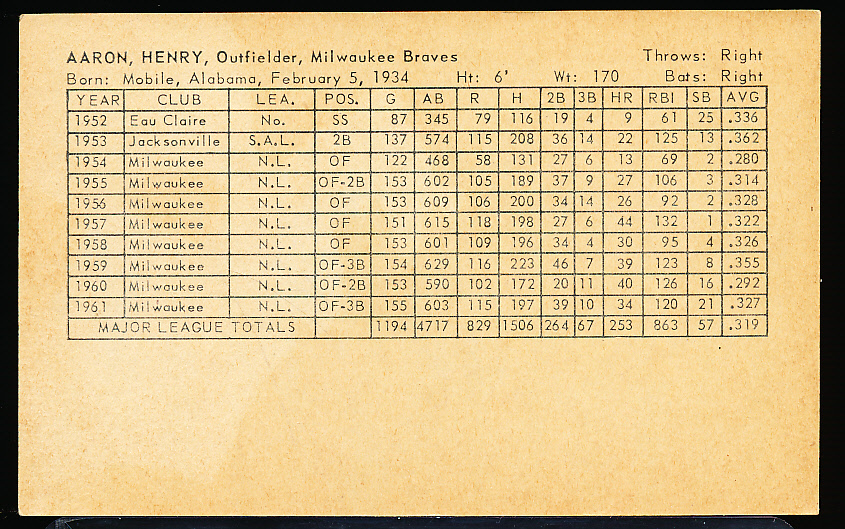 AARON, HENRY, Outfielder, Milwaukee Braves Throws: Right
Born: Mobile, Alabama, February 5, 1934 Ht: 6' Wt: 170 Bats: Right
YEAR CLUB LEA. POS. G AB R H 2B 3B HR RBI SB AVG
1952 Eau Claire No. SS 87 345 79 116 19 4 9 61 25 .336
1953 Jacksonville S.A.L. 2B 137 574 115 208 36 14 22 125 13 .362
1954 Milwaukee N.L. OF 122 468 58 131 27 6 13 69 2 .280
1955 Milwaukee N.L. OF-2B 153 602 105 189 37 9 27 106 3 .314
1956 Milwaukee N.L. OF 153 609 106 200 34 14 26 92 2 .328
1957 Milwaukee N.L. OF 151 615 118 198 27 6 44 132 1 .322
1958 Milwaukee N.L. OF 153 601 109 196 34 4 30 95 4 .326
1959 Milwaukee N.L. OF-3B 154 629 116 223 46 7 39 123 8 .355
1960 Milwaukee N.L. OF-2B 153 590 102 172 20 11 40 126 16 .292
1961 Milwaukee N.L. OF-3B 155 603 115 197 39 10 34 120 21 .327
MAJOR LEAGUE TOTALS 1194 4717 829 1506 264 67 253 863 57 .319